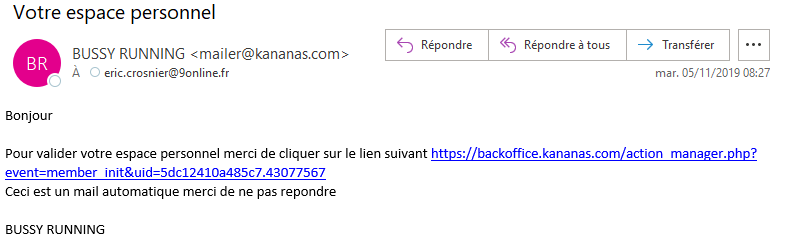 Votre espace personnel
BR
BUSSY RUNNING <mailer@kananas.com>
À eric.crosnier@9online.fr
Répondre
Répondre à tous
Transférer
mar. 05/11/2019 08:27
Bonjour
Pour valider votre espace personnel merci de cliquer sur le lien suivant https://backoffice.kananas.com/action_manager.php?
event=member_init&uid=5dc12410a485c7.43077567
Ceci est un mail automatique merci de ne pas repondre
BUSSY RUNNING